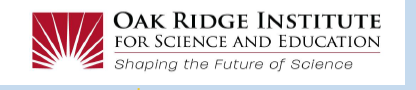 OAK RIDGE INSTITUTE
FOR SCIENCE AND EDUCATION
Shaping the Future of Science